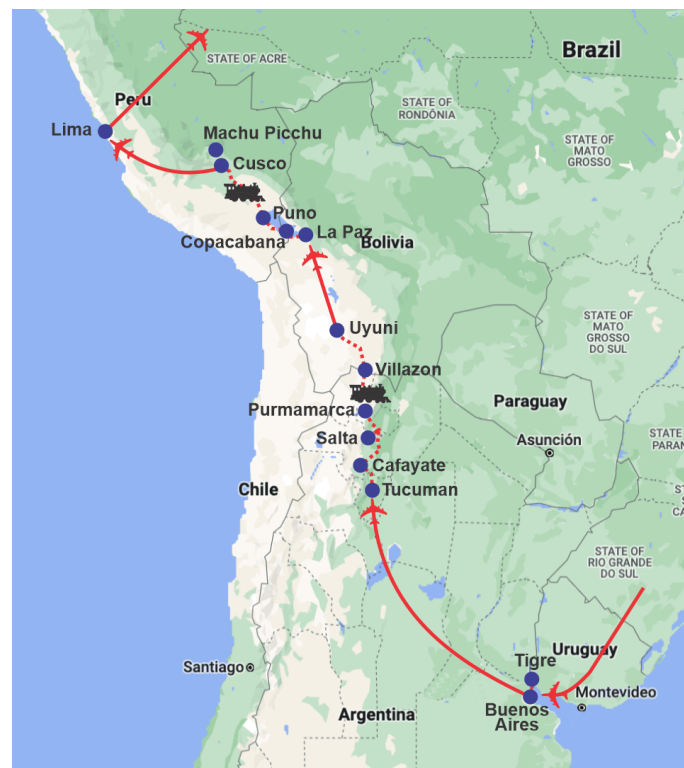 Brazil
STATE OF ACRE
Peru
STATE OF
RONDÔNIA
Lima
Machu Picchu
STATE OF
MATO
GROSSO
Cusco
Puno
La Paz
Copacabana
Bolivia
STATE OF
MATO
GROSSO
DO SUL
Uyuni
Villazon
Paraguay
Purmamarca
Salta
Asunción
STATE
PARAN
Cafayate
Chile
Tucuman
ST
S
CA
STATE OF
RIO GRANDE
DO SUL
Uruguay
Tigre
Santiago
Montevideo
Buenos
Aires
Argentina